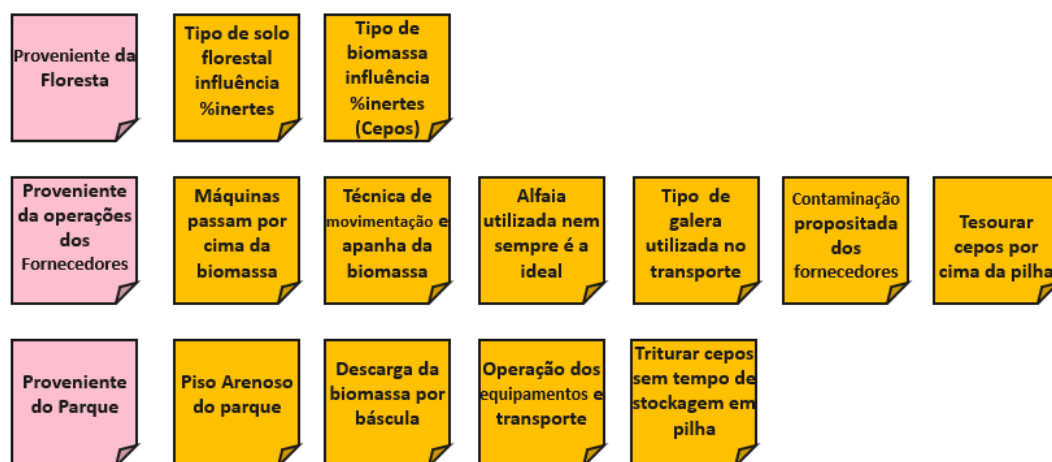 Proveniente da
Floresta
Tipo de solo
florestal
influência
%inertes
Tipo de
biomassa
influência
%inertes
(Cepos)
Proveniente
da operações
dos
Fornecedores
Máquinas
passam por
cima da
biomassa
Técnica de
movimentação e
apanha da
biomassa
Alfaia
utilizada nem
sempre é a
ideal
Tipo de
galera
utilizada no
transporte
Contaminação
propositada
dos
fornecedores
Tesourar
cepos por
cima da pilha
Proveniente
do Parque
Piso Arenoso
do parque
Descarga da
biomassa por
báscula
Operação dos
equipamentos e
transporte
Triturar cepos
sem tempo de
stockagem em
pilha